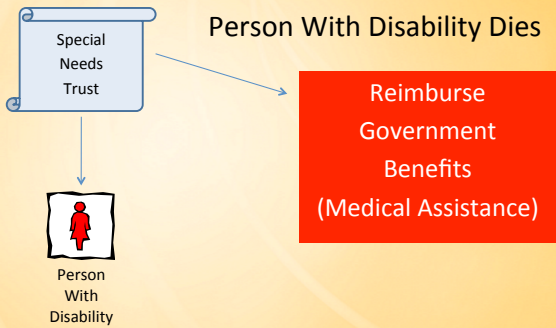 Person With Disability Dies
Special
Needs
Trust
Reimburse
Government
Benefits
(Medical Assistance)
Person
With
Disability